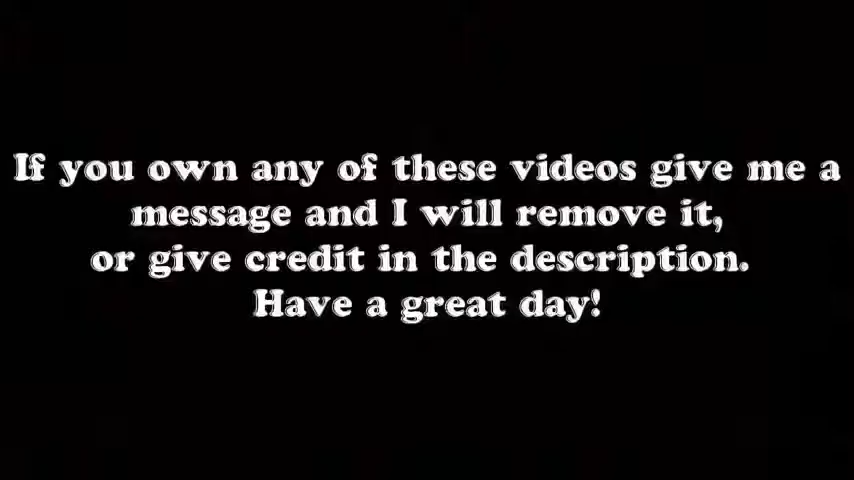 If you own any of these videos give me a
message and I will remove it,
or give credit in the description.
Have a great day!